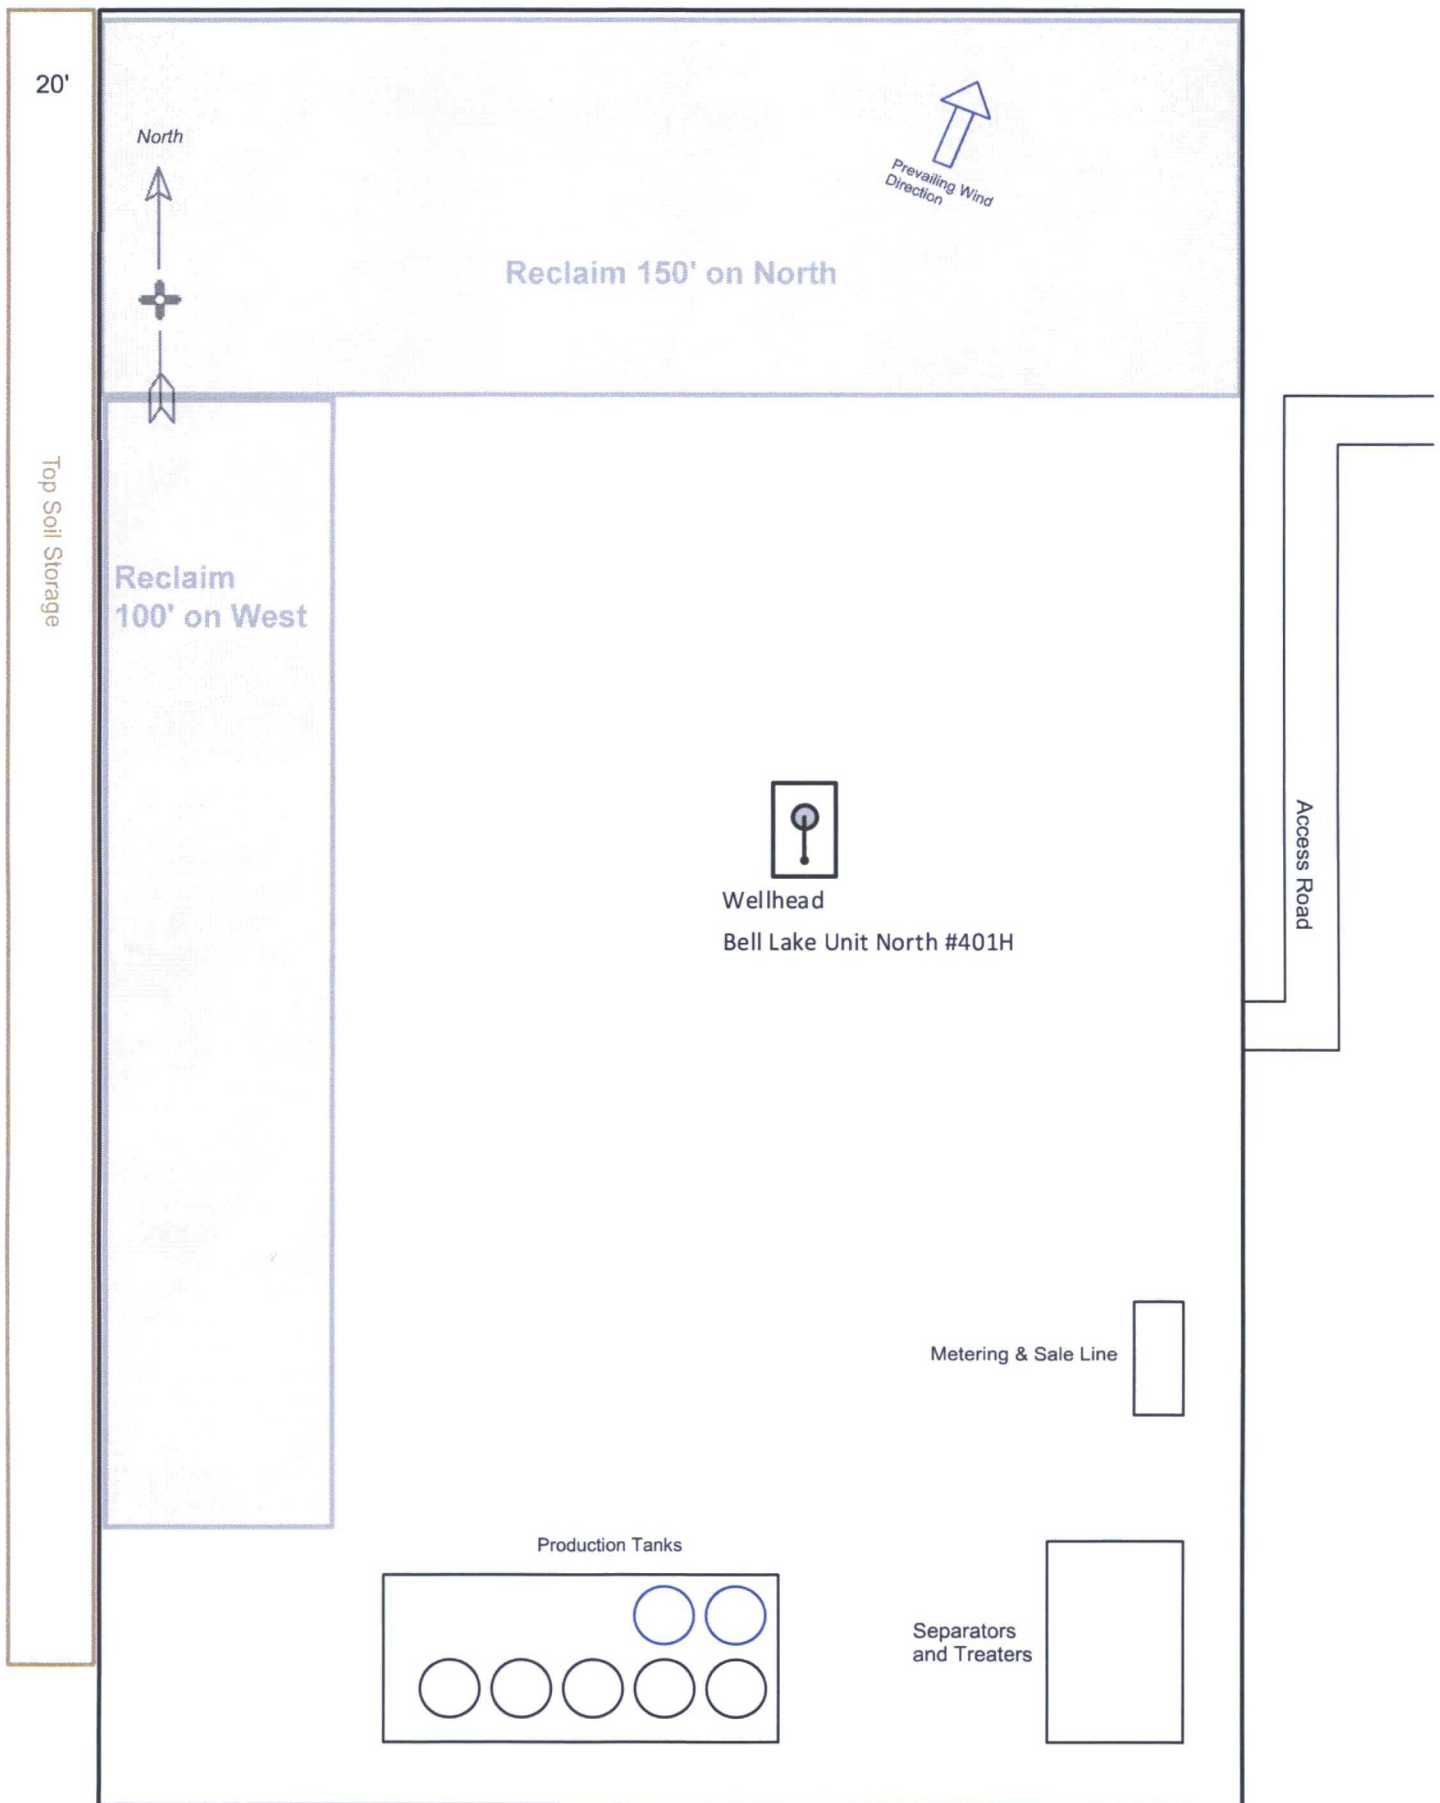 20'
North
Prevailing Wind
Direction
Reclaim 150' on North
Top Soil Storage
Reclaim
100' on West
Access Road
Wellhead
Bell Lake Unit North #401H
Metering & Sale Line
Production Tanks
Separators
and Treaters